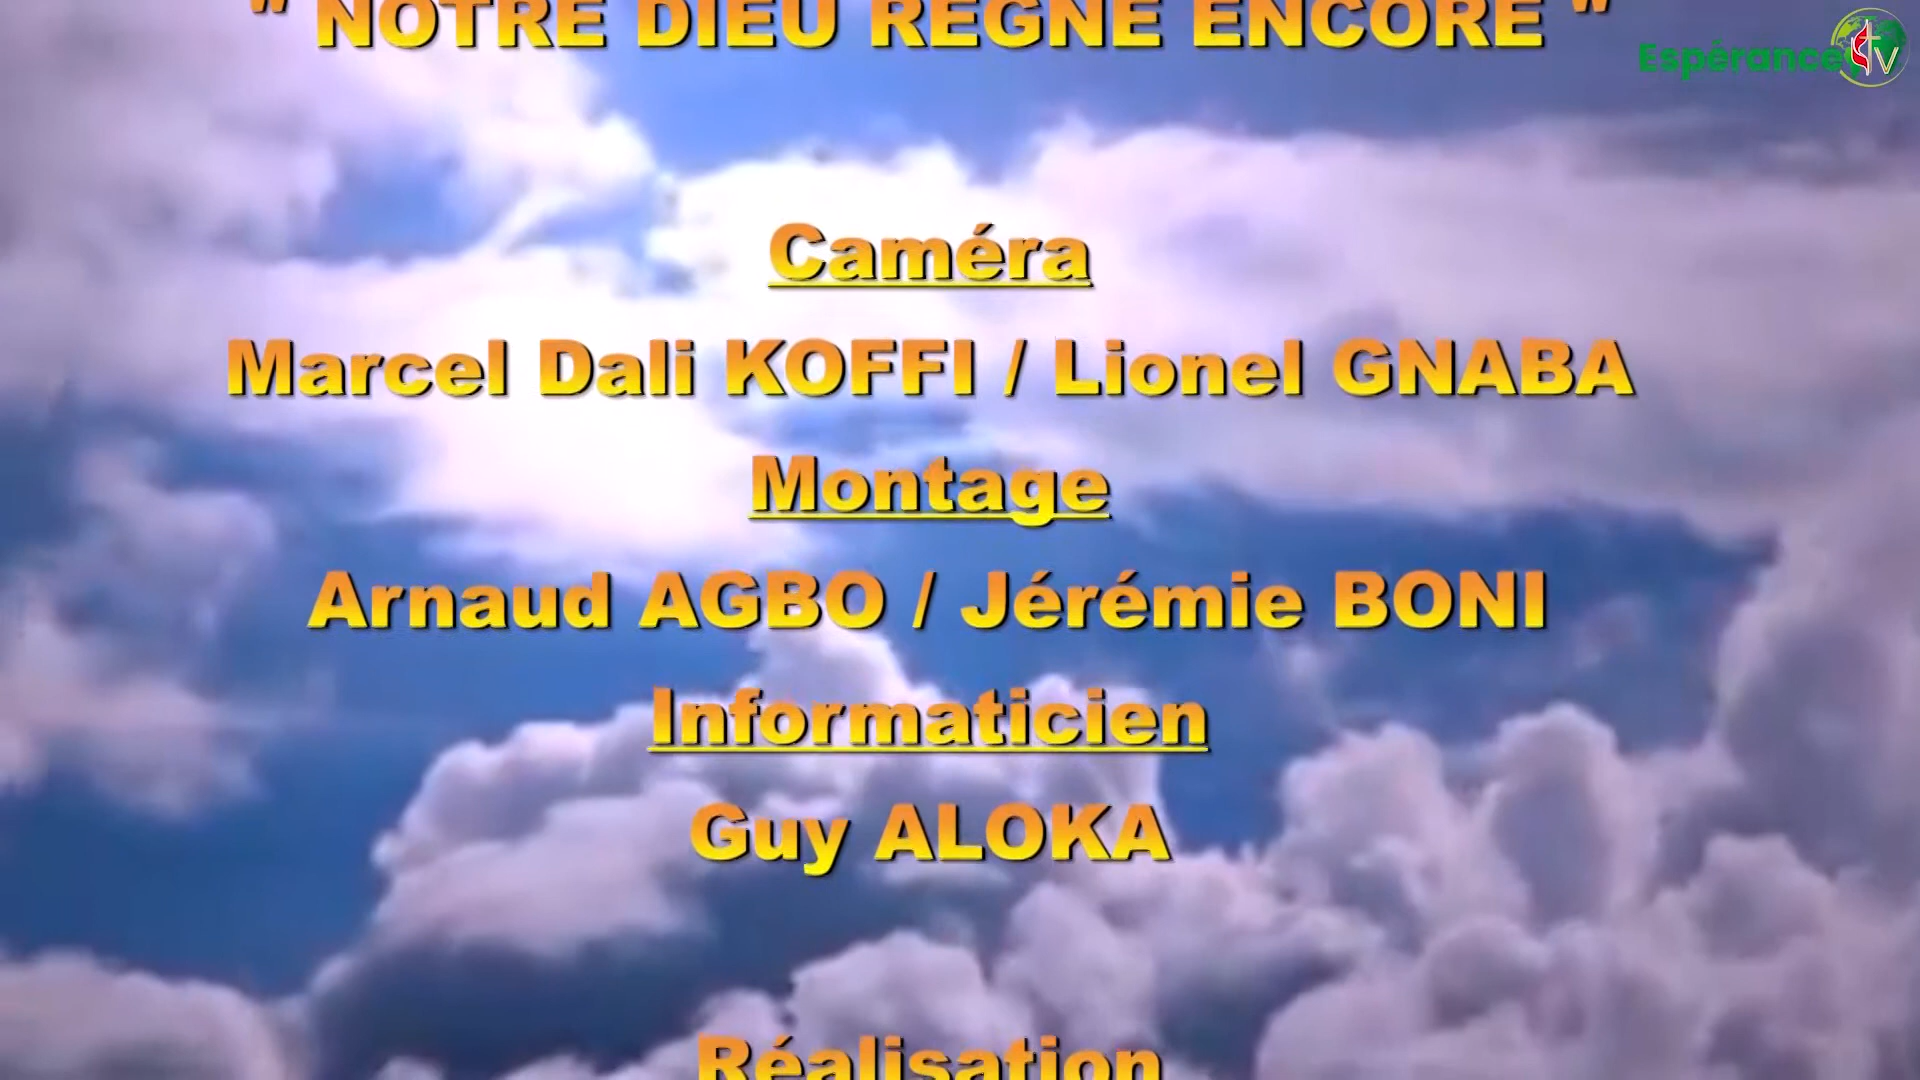 " NOTRE DIEU REGNE ENCORE "
Espérance TV
Caméra
Marcel Dali KOFFI / Lionel GNABA
Montage
Arnaud AGBO / Jérémie BONI
Informaticien
Guy ALOKA
Réalisation